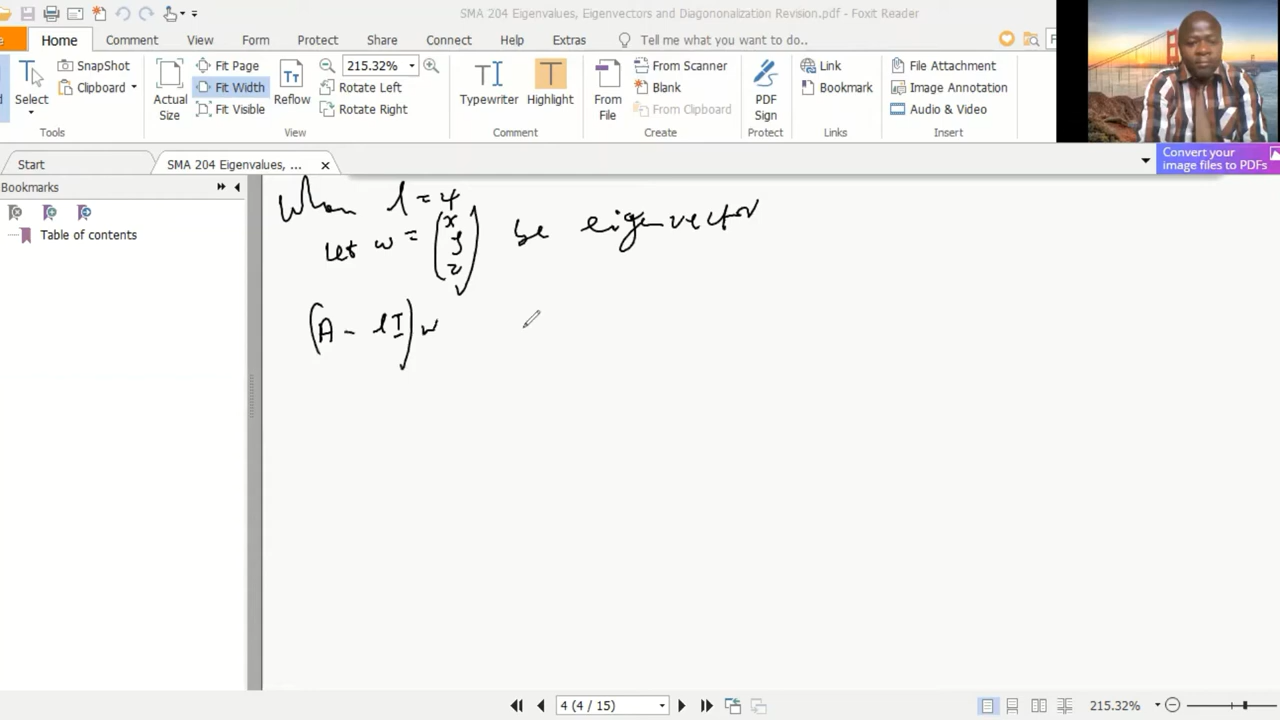 SMA 204 Eigenvalues, Eigenvectors and Diagononalization Revision.pdf - Foxit Reader
Home Comment View Form Protect Share Connect Help Extras Tell me what you want to do..
SnapShot
Clipboard
Select
Tools
Actual Size
Fit Page
Fit Width
Fit Visible
Reflow
215.32%
Rotate Left
Rotate Right
View
Typewriter
Highlight
Comment
From File
From Scanner
Blank
From Clipboard
Create
PDF Sign
Protect
Link
Bookmark
Links
File Attachment
Image Annotation
Audio & Video
Insert
Start
SMA 204 Eigenvalues, ...
Convert your
image files to PDFs
Bookmarks
Table of contents
When λ = 4
Let w = (x y z) be eigenvector
(A - λI) w
4 (4 / 15)
215.32%